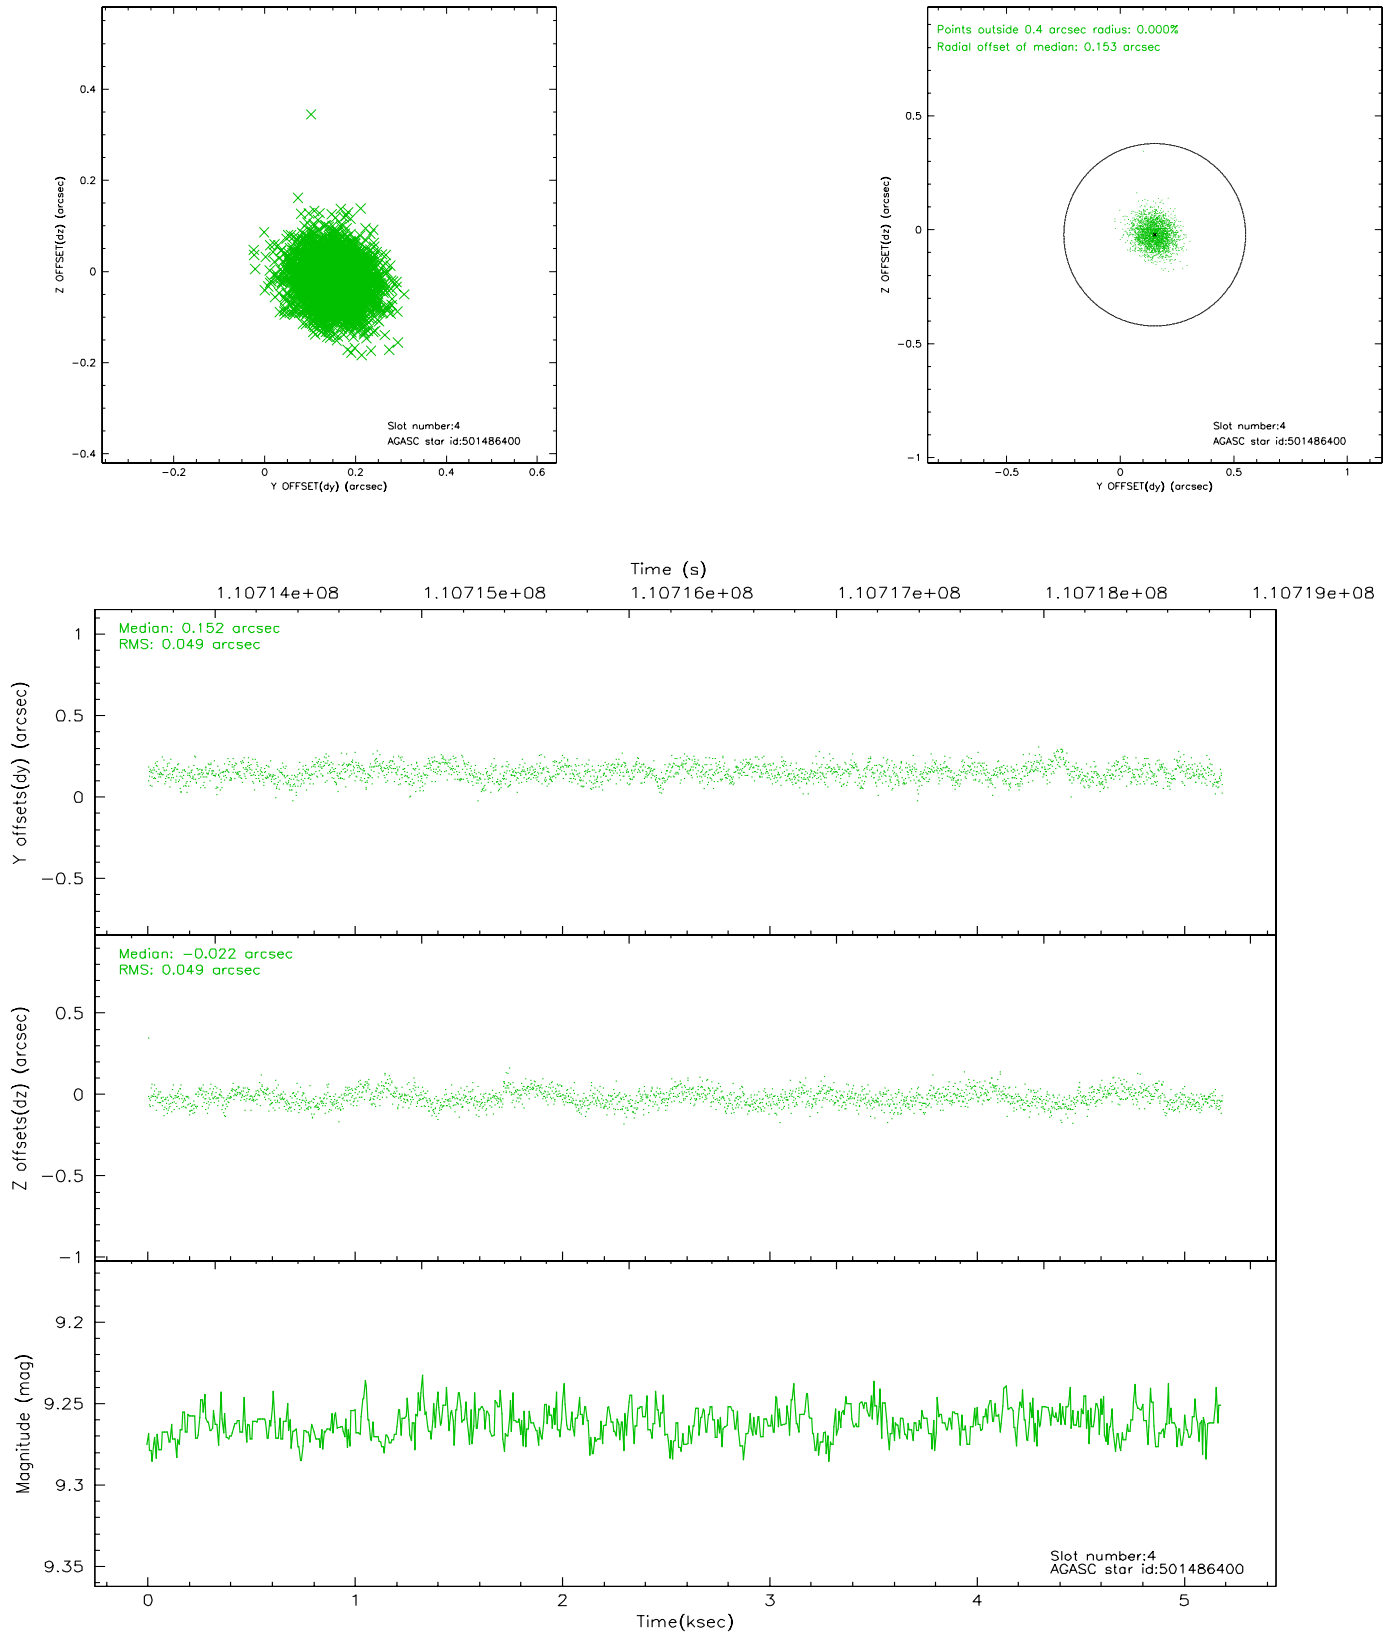 0.4
0.2
0
−0.2
−0.4
Z OFFSET(dz) (arcsec)
Slot number:4
AGASC star id:501486400
−0.2 0 0.2 0.4 0.6
Y OFFSET(dy) (arcsec)
Points outside 0.4 arcsec radius: 0.000%
Radial offset of median: 0.153 arcsec
0.5
0
−0.5
−1
Z OFFSET(dz) (arcsec)
Slot number:4
AGASC star id:501486400
−0.5 0 0.5 1
Y OFFSET(dy) (arcsec)
Time (s)
1.10714e+08 1.10715e+08 1.10716e+08 1.10717e+08 1.10718e+08 1.10719e+08
Median: 0.152 arcsec
RMS: 0.049 arcsec
1
0.5
0
−0.5
Y offsets(dy) (arcsec)
Median: −0.022 arcsec
RMS: 0.049 arcsec
0.5
0
−0.5
−1
Z offsets(dz) (arcsec)
9.2
9.25
9.3
9.35
Magnitude (mag)
Slot number:4
AGASC star id:501486400
0 1 2 3 4 5
Time(ksec)